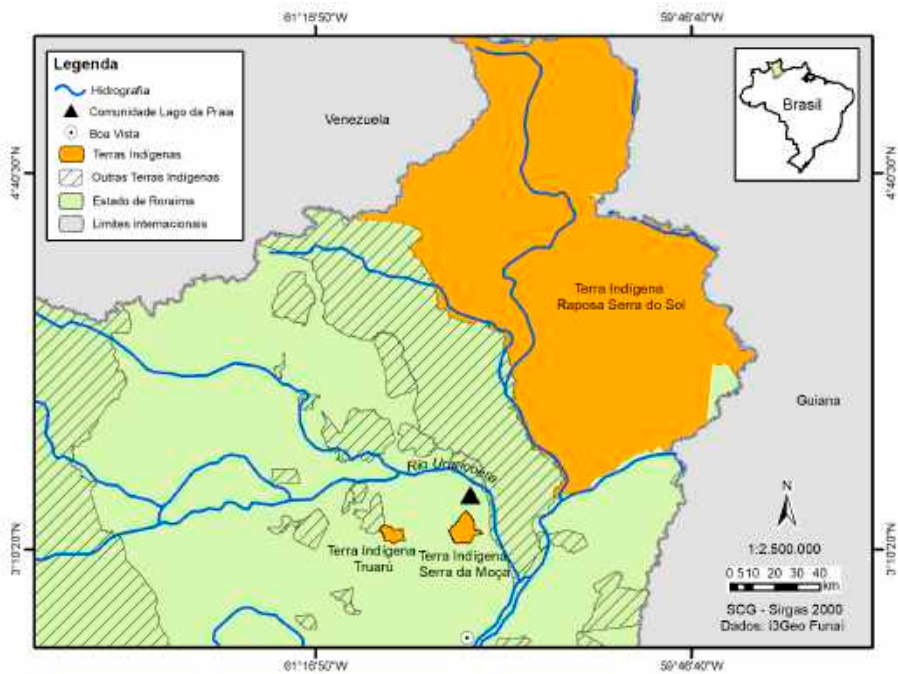 61°16'50"W
59°46'40"W
Legenda
Hidrografia
Comunidade Lago da Praia
Boa Vista
Terras Indígenas
Outras Terras Indígenas
Estado de Roraima
Limites internacionais
Venezuela
Brasil
4°40'30"N
4°40'30"N
Terra Indígena
Raposa Serra do Sol
Guiana
Rio Uraricoera
N
Terra Indígena
Truarú
Terra Indígena
Serra da Moça
3°10'20"N
3°10'20"N
1:2.500.000
0 5 10 20 30 40
km
SCG - Sirgas 2000
Dados: i3Geo Funai
61°16'50"W
59°46'40"W